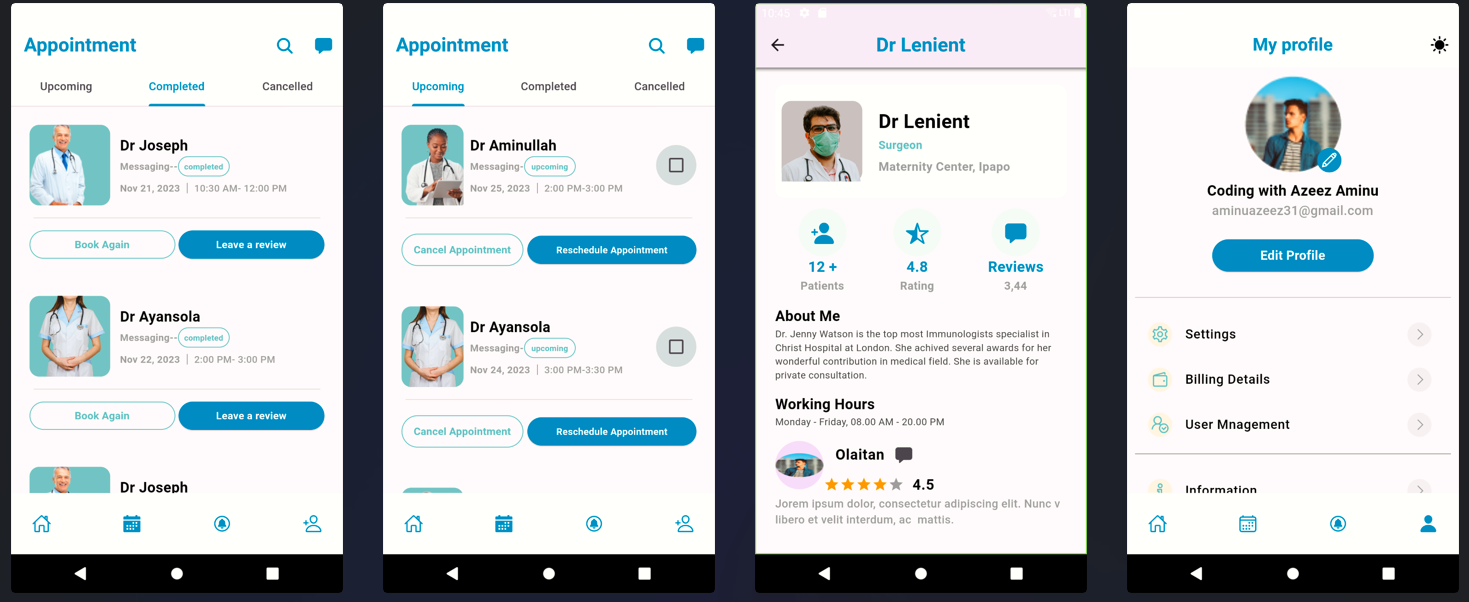 Appointment
Upcoming Completed Cancelled
Dr Joseph
Messaging-- completed
Nov 21, 2023 | 10:30 AM- 12:00 PM
Book Again Leave a review
Dr Ayansola
Messaging-- completed
Nov 22, 2023 | 2:00 PM- 3:00 PM
Book Again Leave a review
Dr Joseph
Appointment
Upcoming Completed Cancelled
Dr Aminullah
Messaging- upcoming
Nov 25, 2023 | 2:00 PM-3:00 PM
Cancel Appointment Reschedule Appointment
Dr Ayansola
Messaging- upcoming
Nov 24, 2023 | 3:00 PM-3:30 PM
Cancel Appointment Reschedule Appointment
10:45
Dr Lenient
Dr Lenient
Surgeon
Maternity Center, Ipapo
12 + 4.8 Reviews
Patients Rating 3,44
About Me
Dr. Jenny Watson is the top most Immunologists specialist in
Christ Hospital at London. She achived several awards for her
wonderful contribution in medical field. She is available for
private consultation.
Working Hours
Monday - Friday, 08.00 AM - 20.00 PM
Olaitan
4.5
Jorem ipsum dolor, consectetur adipiscing elit. Nunc v
libero et velit interdum, ac mattis.
My profile
Coding with Azeez Aminu
aminuazeez31@gmail.com
Edit Profile
Settings
Billing Details
User Mnagement
Information